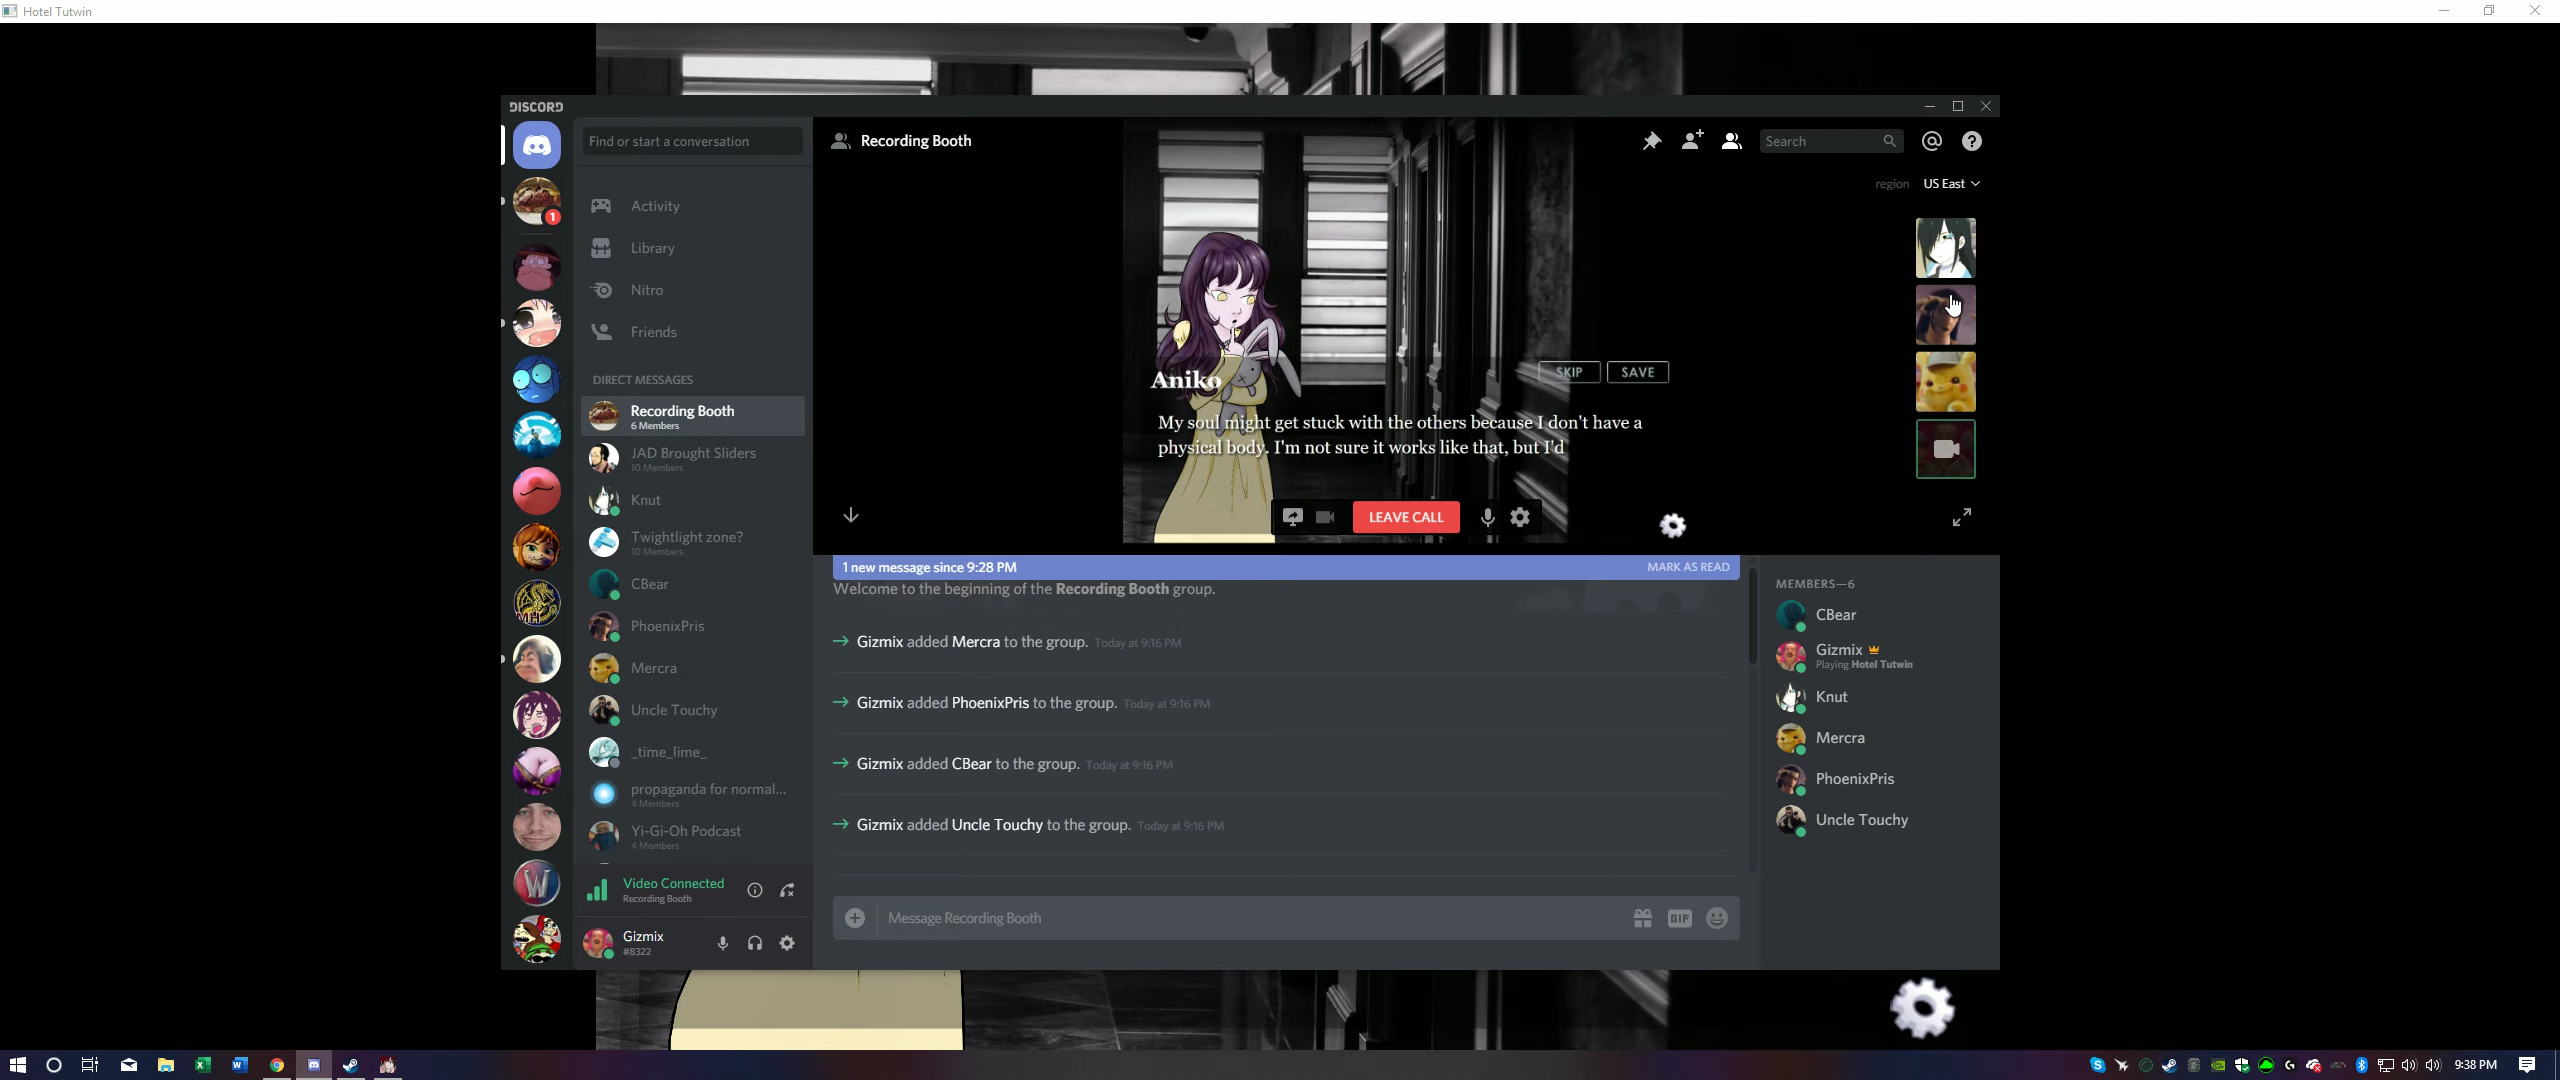 Hotel Tutwin
DISCORD
Find or start a conversation
Recording Booth
Search
region US East
1
Activity
Library
Nitro
Friends
DIRECT MESSAGES
Recording Booth
6 Members
JAD Brought Sliders
10 Members
Knut
Twightlight zone?
10 Members
CBear
PhoenixPris
Mercra
Uncle Touchy
_time_lime_
propaganda for normal...
4 Members
Yi-Gi-Oh Podcast
4 Members
Video Connected
Recording Booth
Gizmix
#8322
Aniko
SKIP
SAVE
My soul might get stuck with the others because I don't have a
physical body. I'm not sure it works like that, but I'd
LEAVE CALL
1 new message since 9:28 PM
MARK AS READ
Welcome to the beginning of the Recording Booth group.
Gizmix added Mercra to the group. Today at 9:16 PM
Gizmix added PhoenixPris to the group. Today at 9:16 PM
Gizmix added CBear to the group. Today at 9:16 PM
Gizmix added Uncle Touchy to the group. Today at 9:16 PM
Message Recording Booth
GIF
MEMBERS—6
CBear
Gizmix
Playing Hotel Tutwin
Knut
Mercra
PhoenixPris
Uncle Touchy
9:38 PM